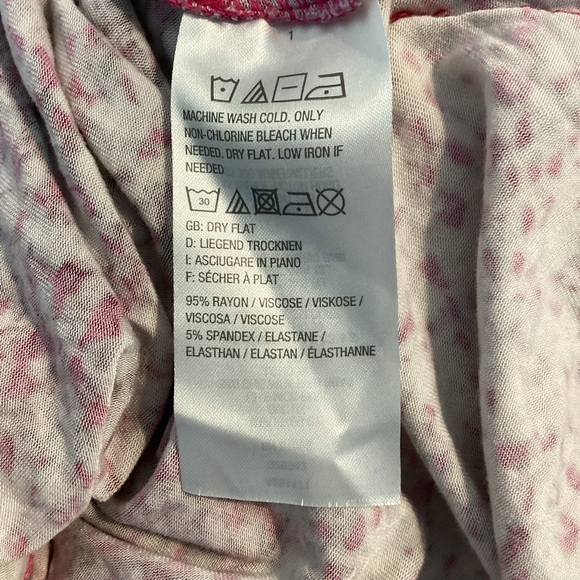 1
MACHINE WASH COLD. ONLY
NON-CHLORINE BLEACH WHEN
NEEDED. DRY FLAT. LOW IRON IF
NEEDED
30
GB: DRY FLAT
D: LIEGEND TROCKNEN
I: ASCIUGARE IN PIANO
F: SÉCHER À PLAT
95% RAYON / VISCOSE / VISKOSE /
VISCOSA / VISCOSE
5% SPANDEX / ELASTANE /
ELASTHAN / ELASTAN / ÉLASTHANNE